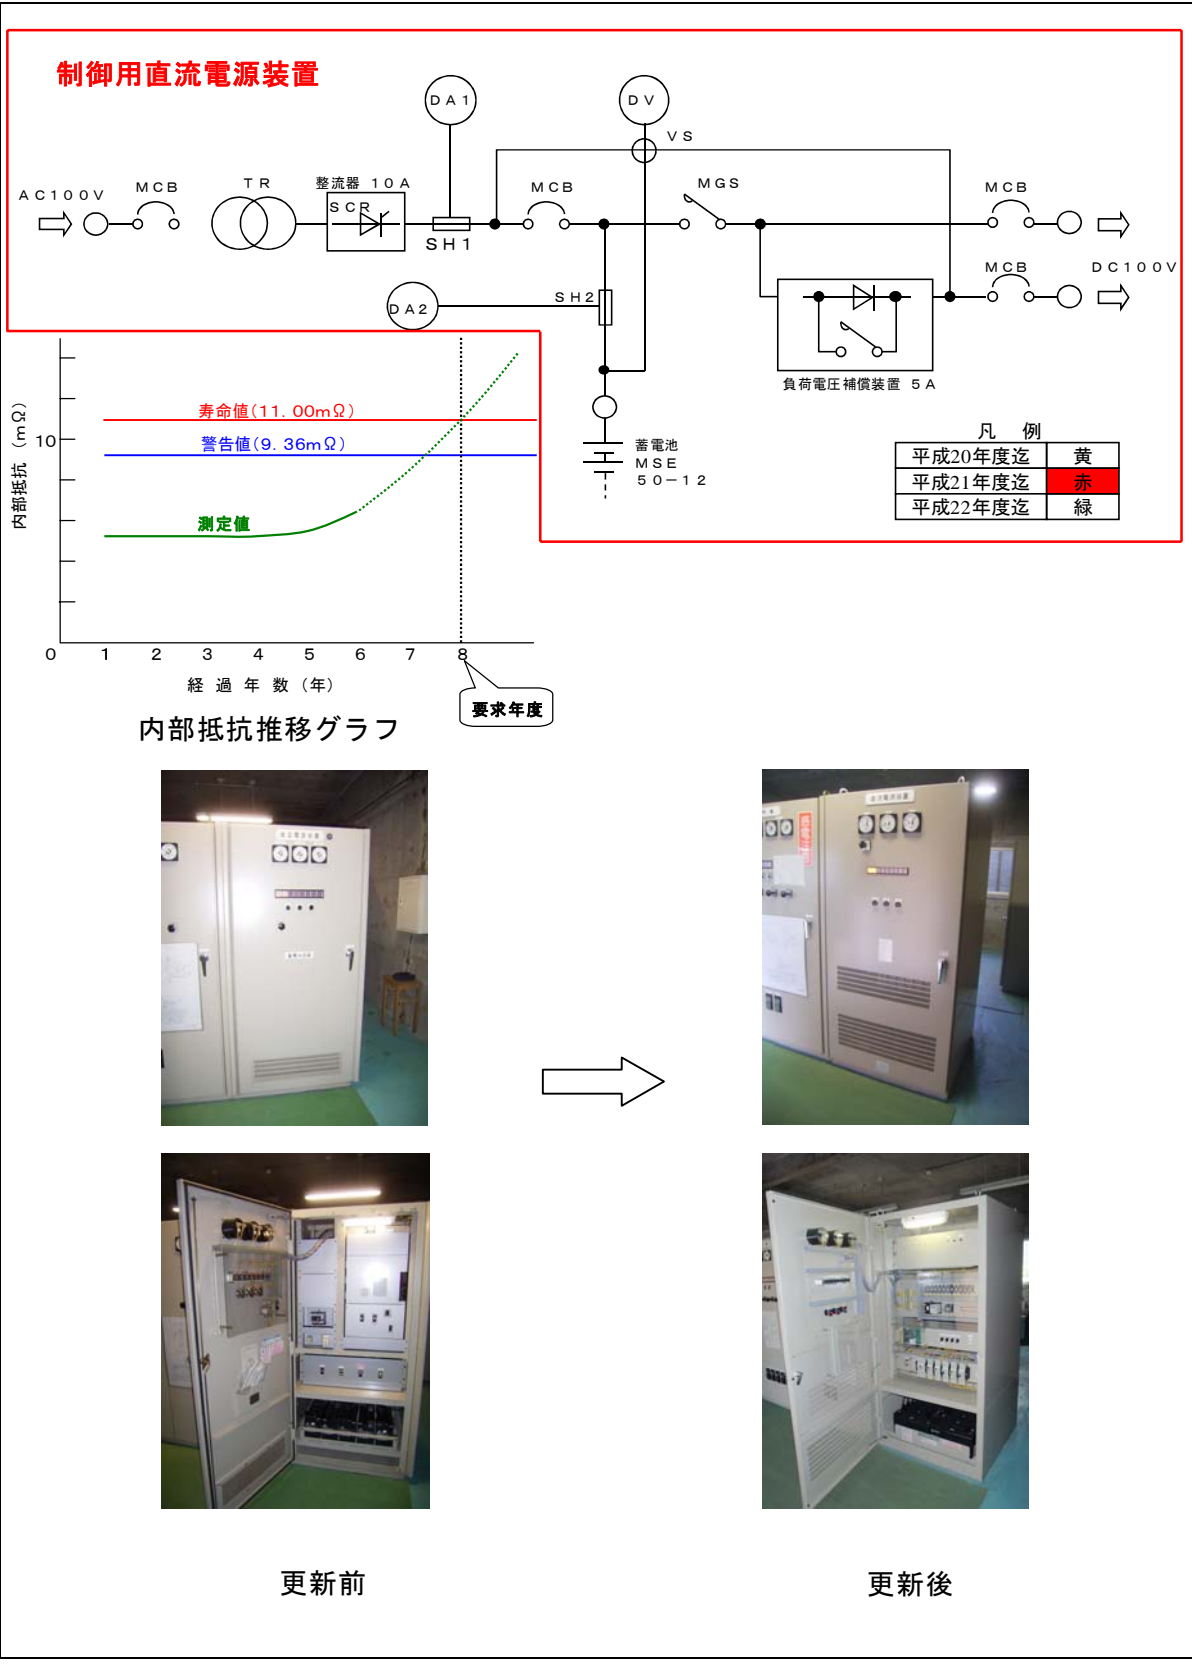 制御用直流電源装置
DA1
DV
VS
AC100V
MCB
TR
整流器 10A
SCR
SH1
MCB
MGS
MCB
MCB
DC100V
DA2
SH2
負荷電圧補償装置 5A
蓄電池
MSE
50-12
凡 例
平成20年度迄 黄
平成21年度迄 赤
平成22年度迄 緑
内部抵抗(mΩ)
10
寿命値(11.00mΩ)
警告値(9.36mΩ)
測定値
0 1 2 3 4 5 6 7 8
経過年数(年)
要求年度
内部抵抗推移グラフ
更新前
更新後